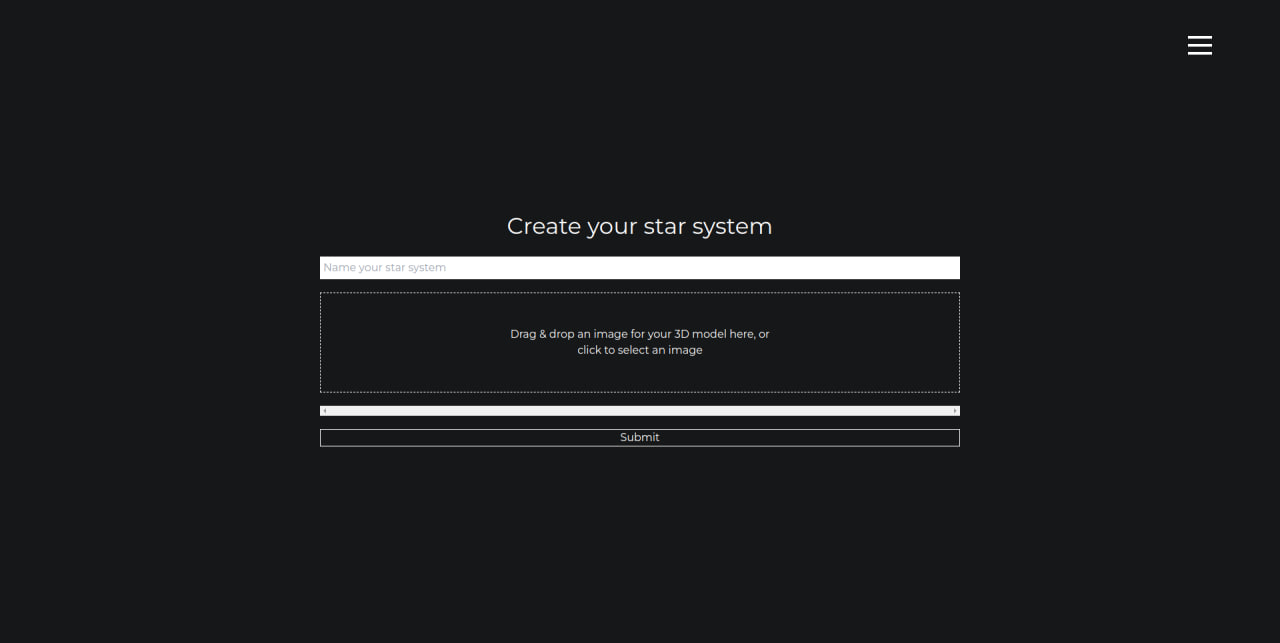 Create your star system
Name your star system
Drag & drop an image for your 3D model here, or
click to select an image
Submit